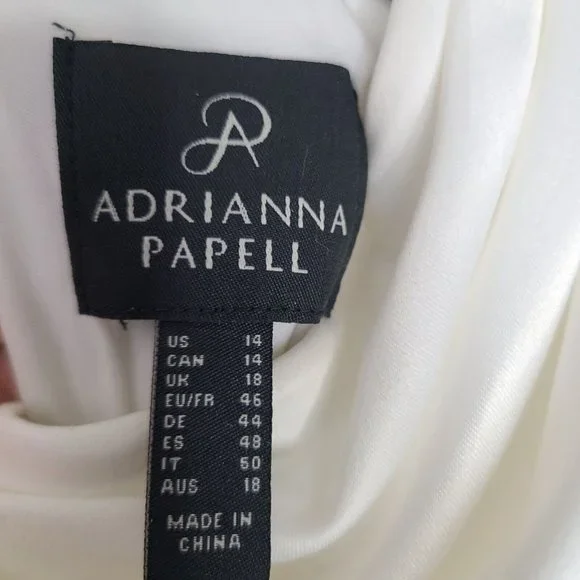 AP
ADRIANNA
PAPELL
US 14
CAN 14
UK 18
EU/FR 46
DE 44
ES 48
IT 50
AUS 18
MADE IN
CHINA